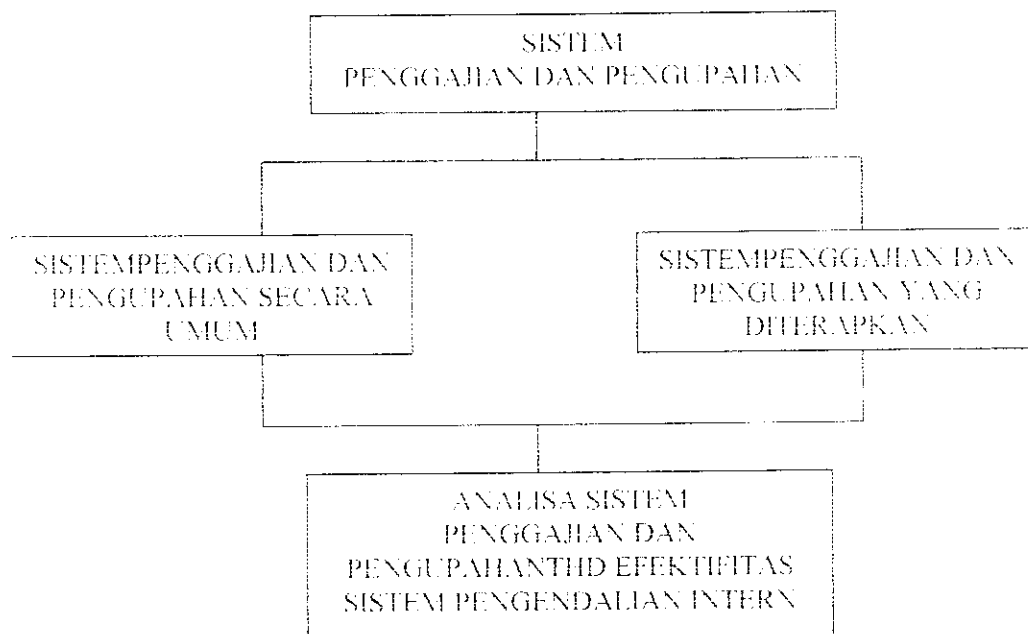 SISTEM
PENGGAJIAN DAN PENGUPAHAN
SISTEMPENGGAJIAN DAN
PENGUPAHAN SECARA
UMUM
SISTEMPENGGAJIAN DAN
PENGUPAHAN YANG
DITERAPKAN
ANALISA SISTEM
PENGGAJIAN DAN
PENGUPAHANTHD EFEKTIFITAS
SISTEM PENGENDALIAN INTERN